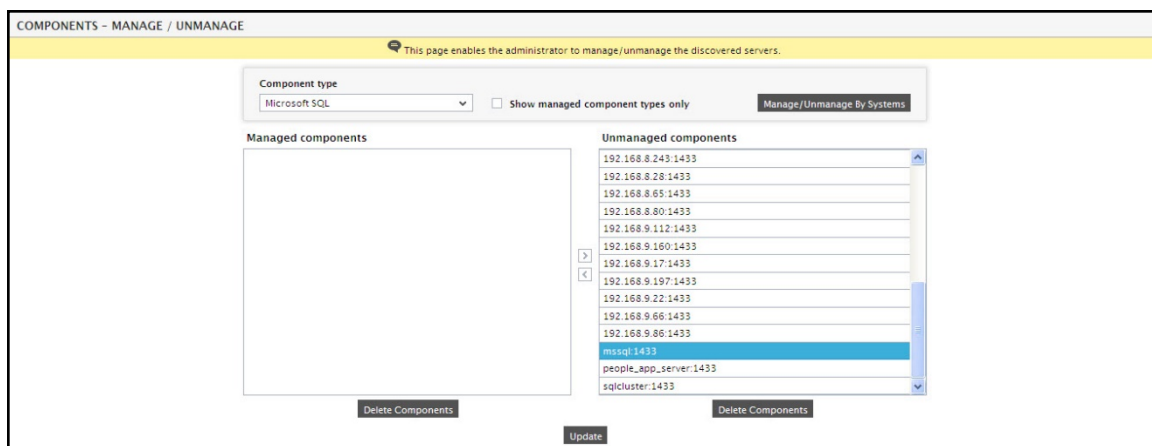 COMPONENTS - MANAGE / UNMANAGE
This page enables the administrator to manage/unmanage the discovered servers.
Component type
Microsoft SQL
Show managed component types only
Manage/Unmanage By Systems
Managed components
Unmanaged components
192.168.8.243:1433
192.168.8.28:1433
192.168.8.65:1433
192.168.8.80:1433
192.168.9.112:1433
192.168.9.160:1433
192.168.9.17:1433
192.168.9.197:1433
192.168.9.22:1433
192.168.9.66:1433
192.168.9.86:1433
mssql:1433
people_app_server:1433
sqlcluster:1433
>
<
Delete Components
Delete Components
Update